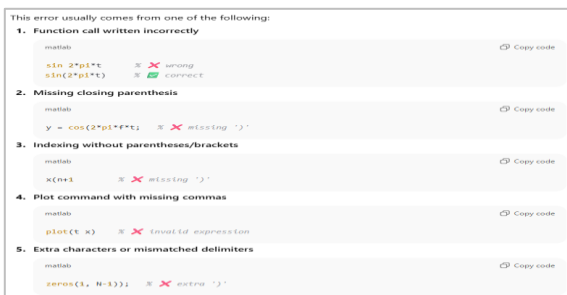 This error usually comes from one of the following:
1. Function call written incorrectly
matlab Copy code
sin 2*pi*t % ❌ wrong
sin(2*pi*t) % ✅ correct
2. Missing closing parenthesis
matlab Copy code
y = cos(2*pi*f*t; % ❌ missing ')'
3. Indexing without parentheses/brackets
matlab Copy code
x(n+1 % ❌ missing ')'
4. Plot command with missing commas
matlab Copy code
plot(t x) % ❌ invalid expression
5. Extra characters or mismatched delimiters
matlab Copy code
zeros(1, N-1)); % ❌ extra ')'